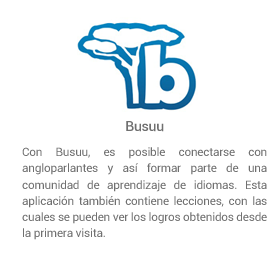 b
Busuu
Con Busuu, es posible conectarse con
angloparlantes y así formar parte de una
comunidad de aprendizaje de idiomas. Esta
aplicación también contiene lecciones, con las
cuales se pueden ver los logros obtenidos desde
la primera visita.